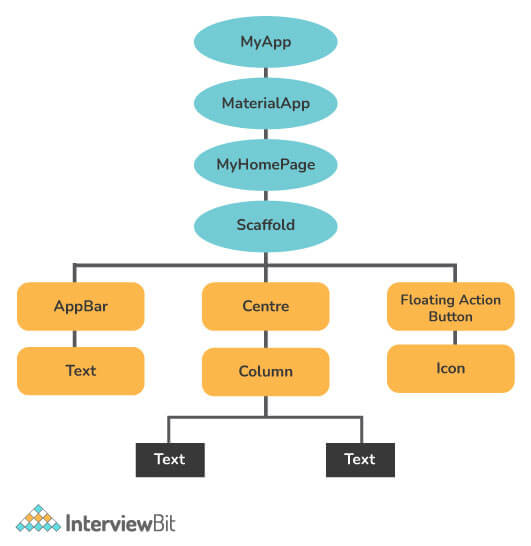 MyApp
MaterialApp
MyHomePage
Scaffold
AppBar
Centre
Floating Action
Button
Text
Column
Icon
Text
Text
InterviewBit